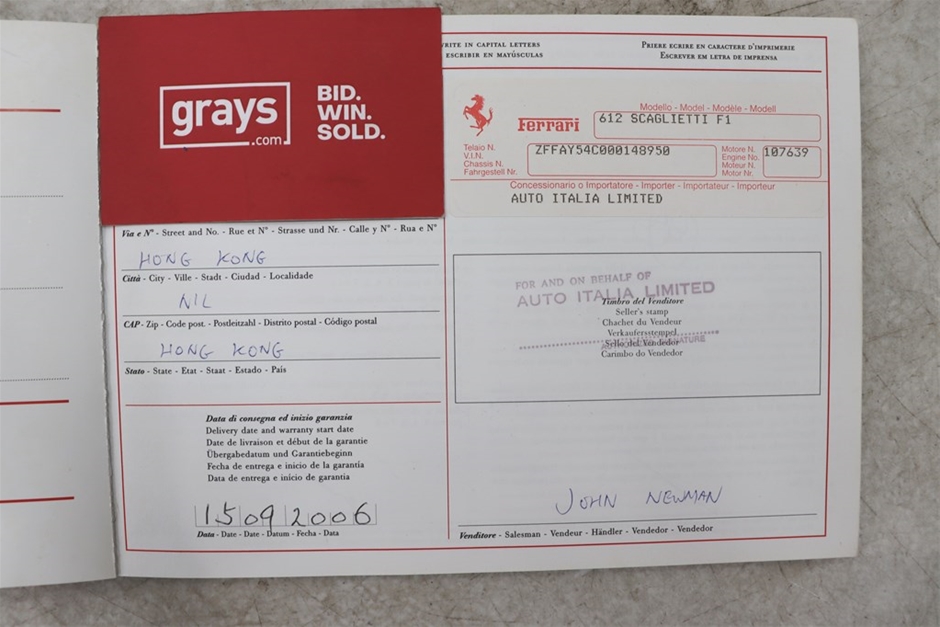 grays
.com
BID.
WIN.
SOLD.
WRITE IN CAPITAL LETTERS
ESCRIBIR EN MAYÚSCULAS
PRIERE ECRIRE EN CARACTERE D'IMPRIMERIE
ESCREVER EM LETRA DE IMPRENSA
Ferrari
Modello - Model - Modèle - Modell
612 SCAGLIETTI F1
Telaio N.
V.I.N.
Chassis N.
Fahrgestell Nr.
ZFFAY54C000148950
Motore N.
Engine No.
Moteur N.
Motor Nr.
107639
Concessionario o Importatore - Importer - Importateur - Importeur
AUTO ITALIA LIMITED
Via e N° - Street and No. - Rue et N° - Strasse und Nr. - Calle y N° - Rua e N°
HONG KONG
Città - City - Ville - Stadt - Ciudad - Localidade
NIL
CAP - Zip - Code post. - Postleitzahl - Distrito postal - Código postal
HONG KONG
Stato - State - Etat - Staat - Estado - País
Data di consegna ed inizio garanzia
Delivery date and warranty start date
Date de livraison et début de la garantie
Übergabedatum und Garantiebeginn
Fecha de entrega e inicio de la garantía
Data de entrega e início de garantia
15 09 2006
Data - Date - Date - Datum - Fecha - Data
FOR AND ON BEHALF OF
AUTO ITALIA LIMITED
Timbro del Venditore
Seller's stamp
Chachet du Vendeur
Verkaufersstempel
Sello del Vendedor
SIGNATURE
Carimbo do Vendedor
JOHN NEWMAN
Venditore - Salesman - Vendeur - Händler - Vendedor - Vendedor